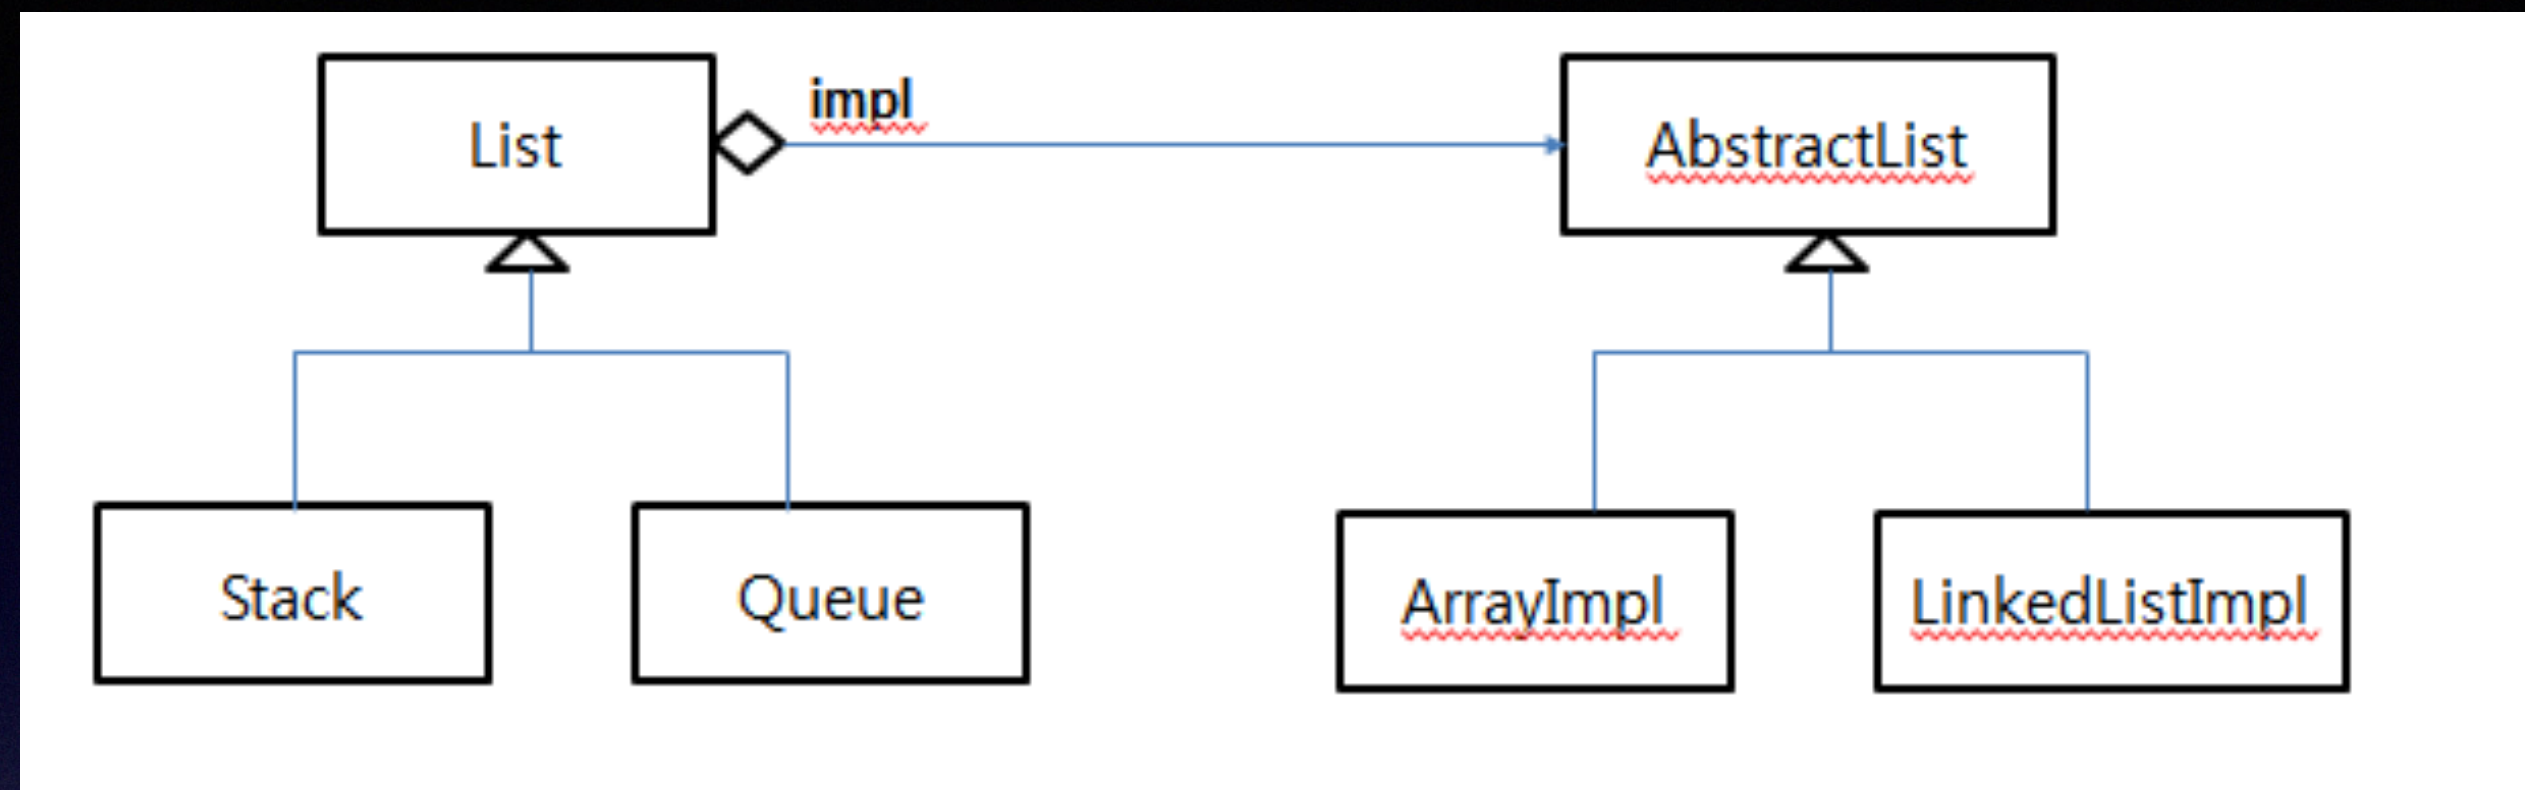 impl
List
AbstractList
Stack
Queue
ArrayImpl
LinkedListImpl